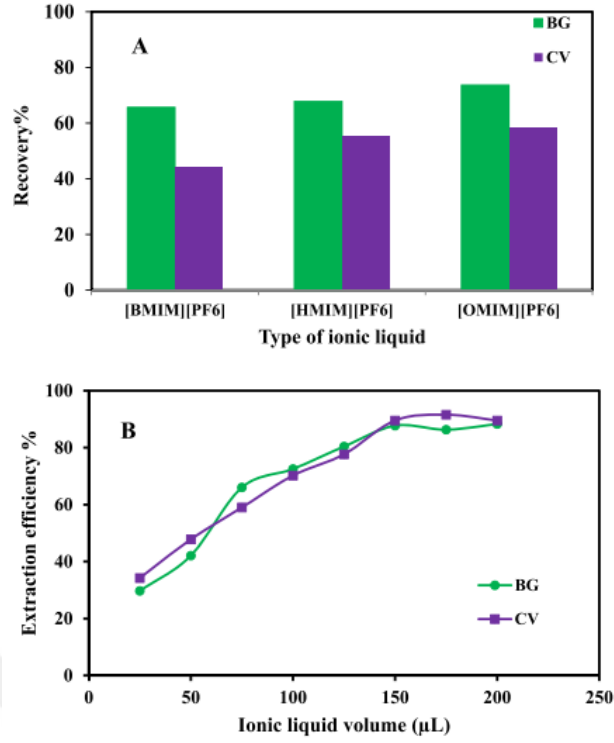 100
80
60
40
20
0
Recovery%
A
BG
CV
[BMIM][PF6] [HMIM][PF6] [OMIM][PF6]
Type of ionic liquid
100
80
60
40
20
0
Extraction efficiency %
B
BG
CV
0 50 100 150 200 250
Ionic liquid volume (µL)